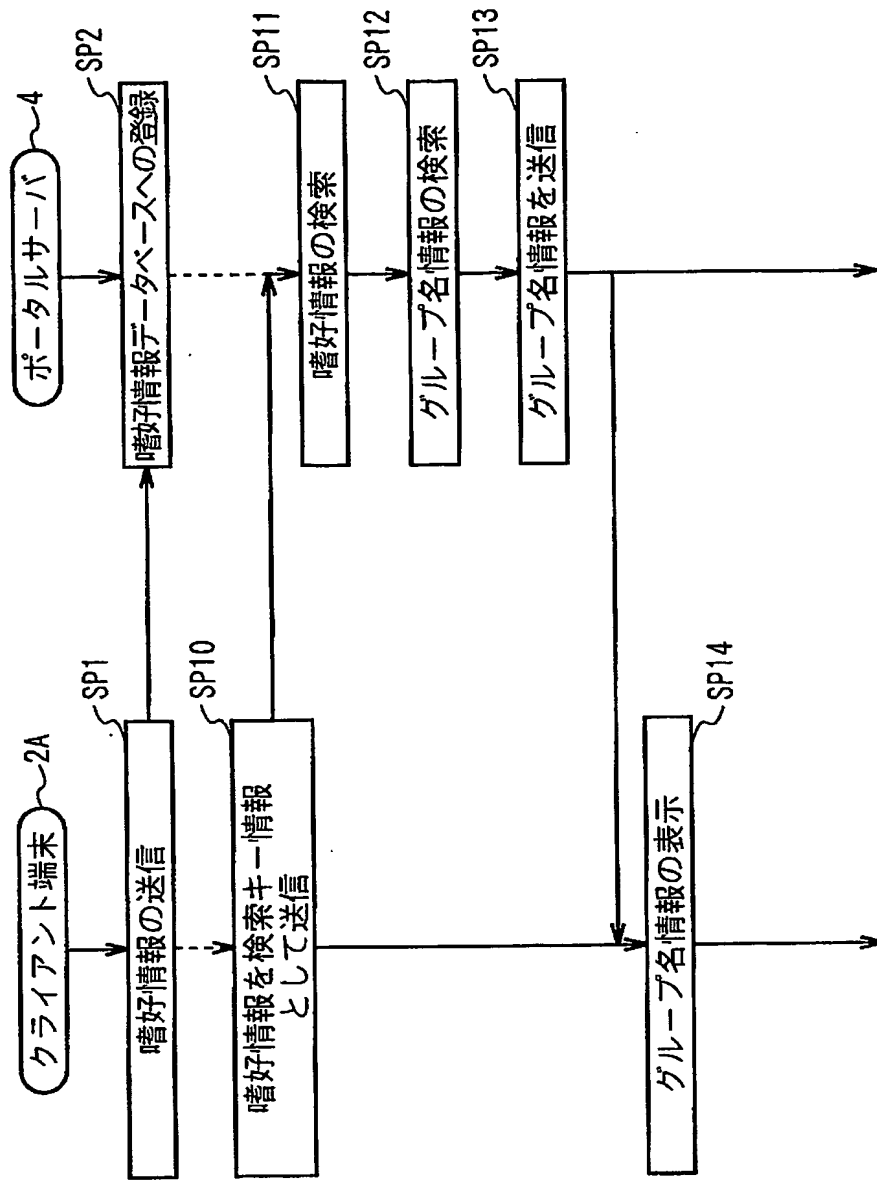 クライアント端末
2A
嗜好情報の送信
SP1
嗜好情報を検索キー情報
として送信
SP10
グループ名情報の表示
SP14
ポータルサーバ
4
嗜好情報データベースへの登録
SP2
嗜好情報の検索
SP11
グループ名情報の検索
SP12
グループ名情報を送信
SP13